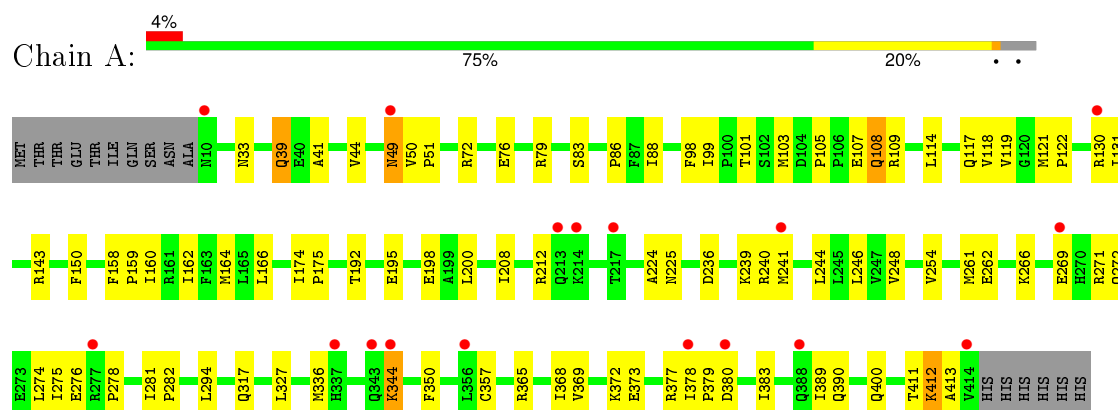 4%
Chain A:
75% 20% • •
MET THR THR GLU THR ILE GLN SER ASN ALA N10 N33 Q39 E40 A41 V44 N49 V50 P51 R72 E76 R79 S83 P86 F87 I88 F98 I99 P100 T101 S102 M103 D104 P105 P106 E107 Q108 R109 L114 Q117 V118 V119 G120 M121 P122 R130
R143 F150 F158 P159 I160 R161 I162 F163 M164 L165 L166 I174 P175 T192 E195 E198 A199 L200 I208 R212 Q213 K214 T217 A224 N225 D236 K239 R240 M241 L244 L245 L246 V247 V248 V254 M261 E262 K266 E269 H270 R271
E273 L274 I275 E276 R277 P278 I281 P282 L294 Q317 L327 M336 H337 Q343 K344 F350 L356 C357 R365 I368 V369 K372 E373 R377 I378 P379 D380 I383 Q388 I389 Q390 Q400 T411 K412 A413 V414 HIS HIS HIS HIS HIS HIS